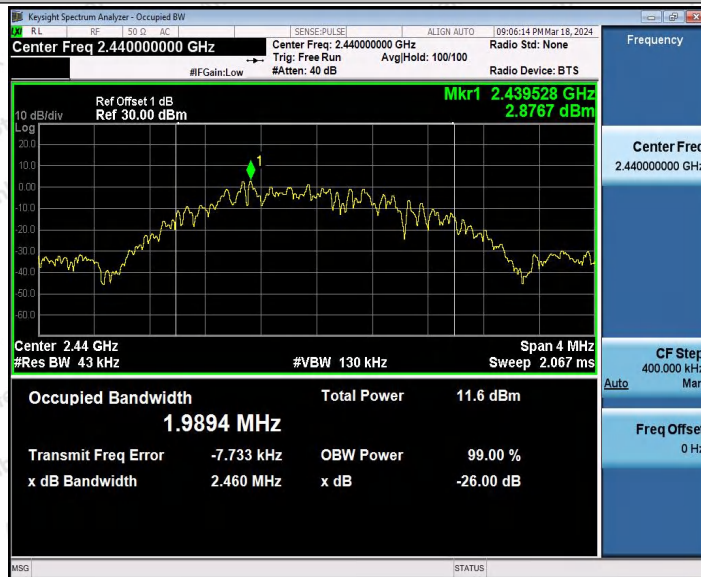 Keysight Spectrum Analyzer - Occupied BW
LXI RL RF 50 Ω AC SENSE:PULSE ALIGN AUTO 09:06:14 PM Mar 18, 2024
Center Freq 2.440000000 GHz
Center Freq: 2.440000000 GHz
Radio Std: None
Trig: Free Run
Avg|Hold: 100/100
#IFGain:Low
#Atten: 40 dB
Radio Device: BTS
Frequency
Ref Offset 1 dB
Mkr1 2.439528 GHz
10 dB/div
Ref 30.00 dBm
2.8767 dBm
Log
20.0
10.0
0.00
-10.0
-20.0
-30.0
-40.0
-50.0
-60.0
1
Center 2.44 GHz
Span 4 MHz
#Res BW 43 kHz
#VBW 130 kHz
Sweep 2.067 ms
Center Freq
2.440000000 GHz
CF Step
400.000 kHz
Auto Man
Freq Offset
0 Hz
Occupied Bandwidth
1.9894 MHz
Total Power 11.6 dBm
Transmit Freq Error -7.733 kHz OBW Power 99.00 %
x dB Bandwidth 2.460 MHz x dB -26.00 dB
MSG STATUS